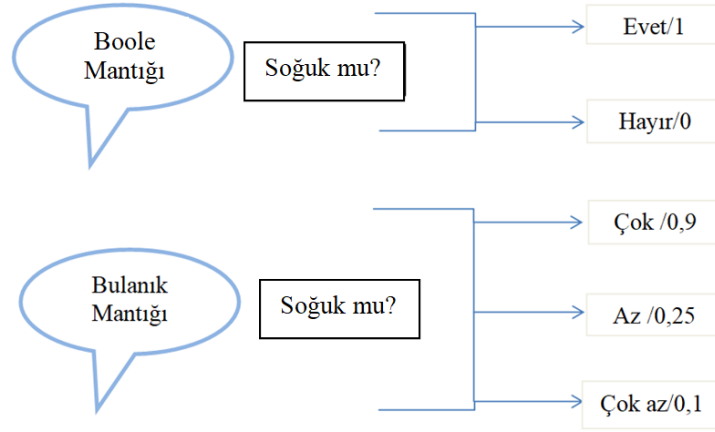 Boole
Mantığı
Soğuk mu?
Evet/1
Hayır/0
Bulanık
Mantığı
Soğuk mu?
Çok /0,9
Az /0,25
Çok az/0,1